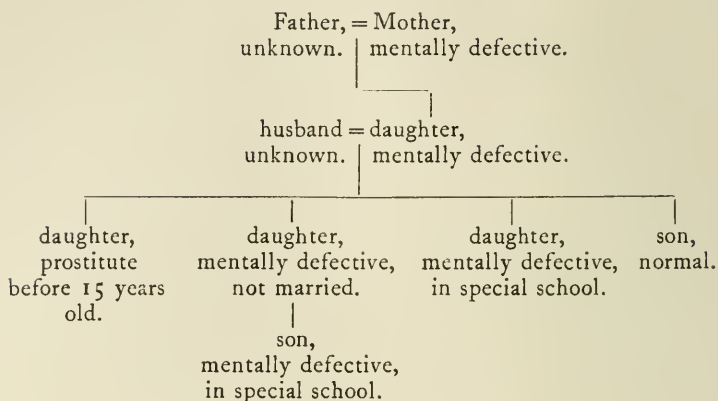 Father, = Mother,
unknown. mentally defective.
husband = daughter,
unknown. mentally defective.
daughter,
prostitute
before 15 years
old.
daughter,
mentally defective,
not married.
daughter,
mentally defective,
in special school.
son,
normal.
son,
mentally defective,
in special school.